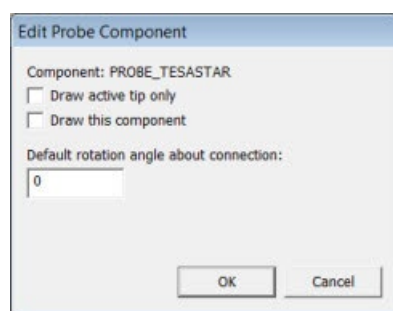 Edit Probe Component
Component: PROBE_TESASTAR
Draw active tip only
Draw this component
Default rotation angle about connection:
0
OK Cancel